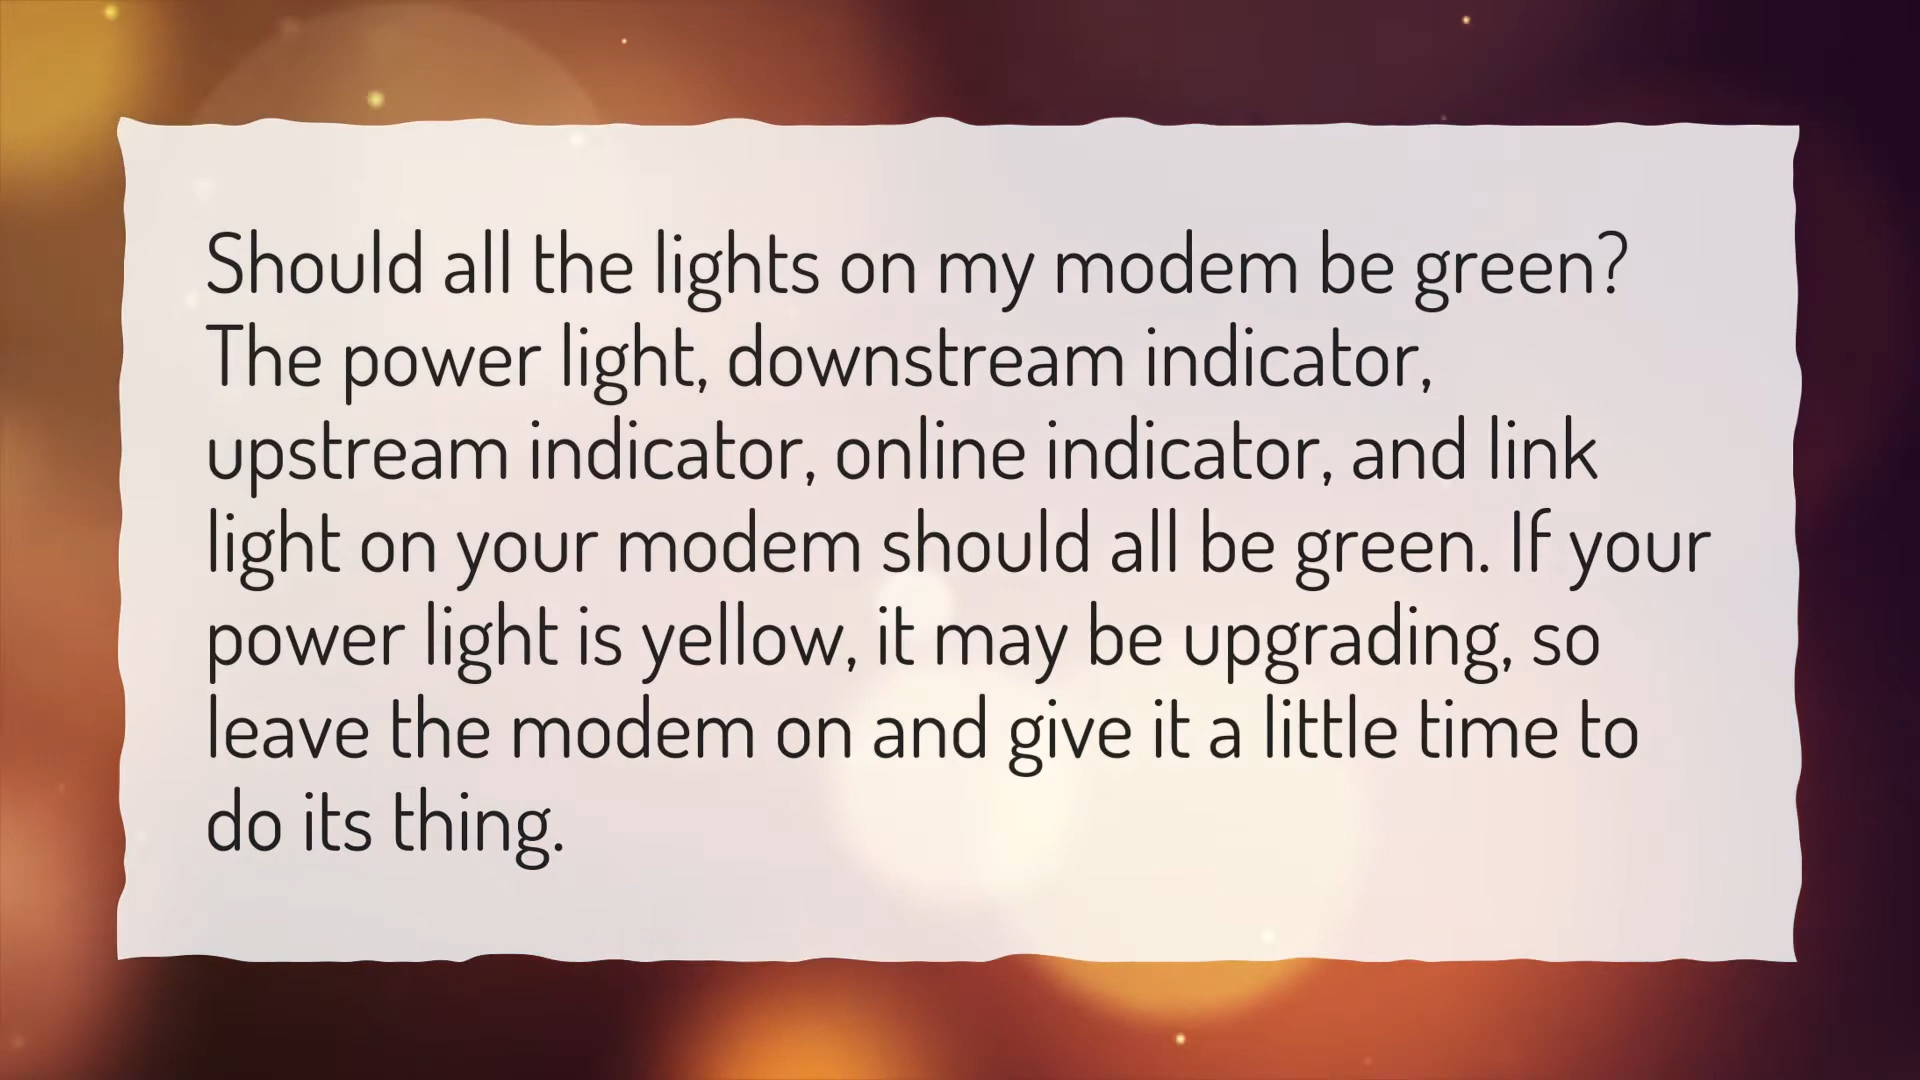 Should all the lights on my modem be green?
The power light, downstream indicator,
upstream indicator, online indicator, and link
light on your modem should all be green. If your
power light is yellow, it may be upgrading, so
leave the modem on and give it a little time to
do its thing.